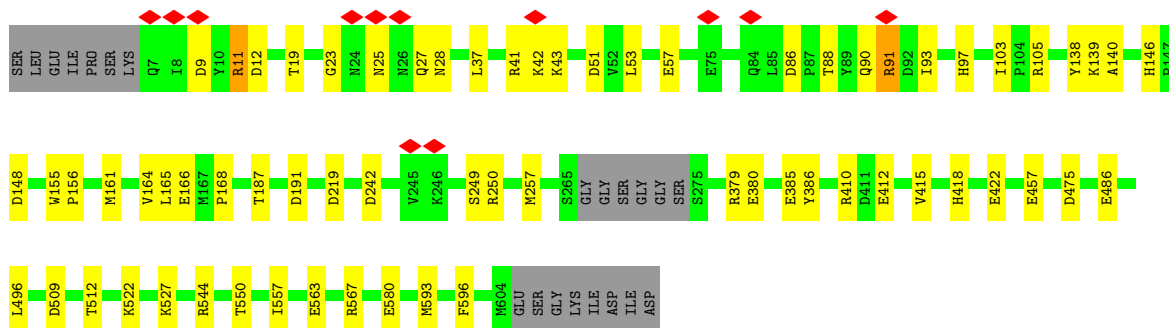 SER LEU GLU ILE PRO SER LYS Q7 I8 D9 Y10 R11 D12 T19 G23 N24 N25 N26 Q27 N28 L37 R41 K42 K43 D51 V52 L53 E57 E75 Q84 L85 D86 P87 T88 Y89 Q90 R91 D92 I93 H97 I103 P104 R105 Y138 K139 A140 H146
D148 W155 P156 M161 V164 L165 E166 M167 P168 T187 D191 D219 D242 V245 K246 S249 R250 M257 S265 GLY GLY SER GLY GLY SER S275 R379 E380 E385 Y386 R410 D411 E412 V415 H418 E422 E457 D475 E486
L496 D509 T512 K522 K527 R544 T550 I557 E563 R567 E580 M593 F596 M604 GLU SER GLY LYS ILE ASP ILE ASP